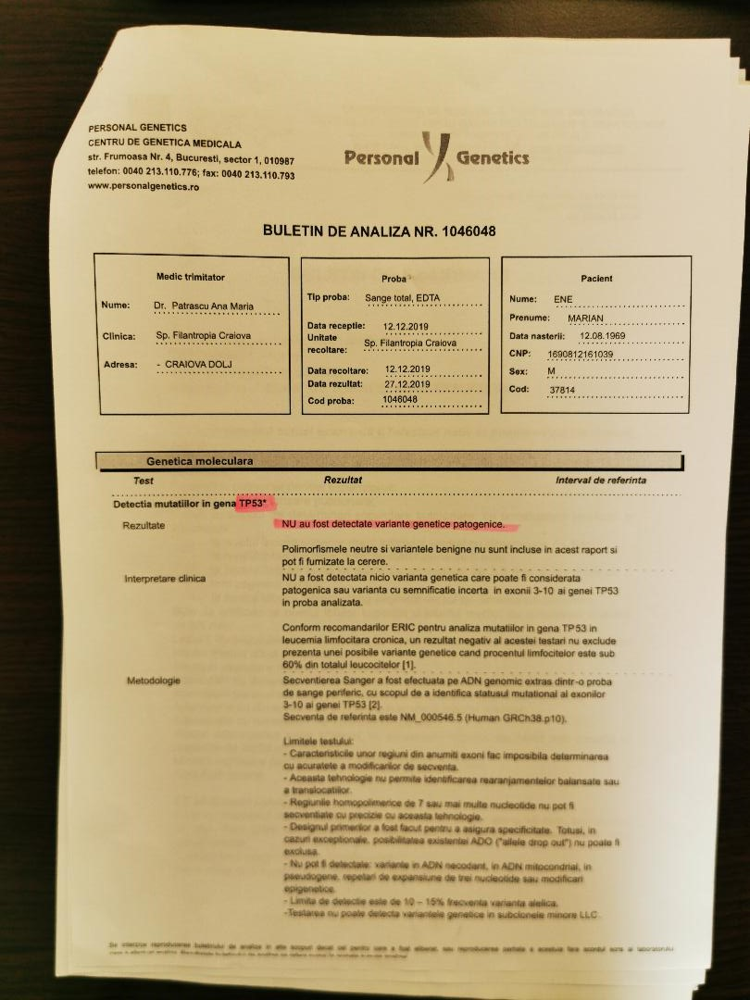 PERSONAL GENETICS
CENTRU DE GENETICA MEDICALA
str. Frumoasa Nr. 4, Bucuresti, sector 1, 010987
telefon: 0040 213.110.776; fax: 0040 213.110.793
www.personalgenetics.ro
Personal Genetics
BULETIN DE ANALIZA NR. 1046048
Medic trimitator
Nume: Dr. Patrascu Ana Maria
Clinica: Sp. Filantropia Craiova
Adresa: - CRAIOVA DOLJ
Proba
Tip proba: Sange total, EDTA
Data receptie: 12.12.2019
Unitate
recoltare: Sp. Filantropia Craiova
Data recoltare: 12.12.2019
Data rezultat: 27.12.2019
Cod proba: 1046048
Pacient
Nume: ENE
Prenume: MARIAN
Data nasterii: 12.08.1969
CNP: 1690812161039
Sex: M
Cod: 37814
Genetica moleculara
Test Rezultat Interval de referinta
Detectia mutatiilor in gena TP53*
Rezultate NU au fost detectate variante genetice patogenice.
Polimorfismele neutre si variantele benigne nu sunt incluse in acest raport si
pot fi furnizate la cerere.
Interpretare clinica NU a fost detectata nicio varianta genetica care poate fi considerata
patogenica sau varianta cu semnificatie incerta in exonii 3-10 ai genei TP53
in proba analizata.
Conform recomandarilor ERIC pentru analiza mutatiilor in gena TP53 in
leucemia limfocitara cronica, un rezultat negativ al acestei testari nu exclude
prezenta unei posibile variante genetice cand procentul limfocitelor este sub
60% din totalul leucocitelor [1].
Metodologie Secventierea Sanger a fost efectuata pe ADN genomic extras dintr-o proba
de sange periferic, cu scopul de a identifica statusul mutational al exonilor
3-10 ai genei TP53 [2].
Secventa de referinta este NM_000546.5 (Human GRCh38.p10).
Limitele testului:
- Caracteristicile unor regiuni din anumiti exoni fac imposibila determinarea
cu acuratete a modificarilor de secventa.
- Aceasta tehnologie nu permite identificarea rearanjamentelor balansate sau
a translocatiilor.
- Regiunile homopolimerice de 7 sau mai multe nucleotide nu pot fi
secventiate cu precizie cu aceasta tehnologie.
- Designul primerilor a fost facut pentru a asigura specificitate. Totusi, in
cazuri exceptionale, posibilitatea existentei ADO ("allele drop out") nu poate fi
exclusa.
- Nu pot fi detectate: variante in ADN necodant, in ADN mitocondrial, in
pseudogene, repetari de expansiune de trei nucleotide sau modificari
epigenetice.
- Limita de detectie este de 10 – 15% frecventa varianta alelica.
-Testarea nu poate detecta variantele genetice in subclonele minore LLC.
Se interzice reproducerea buletinului de analiza in alte scopuri decat cel pentru care a fost eliberat, sau reproducerea partiala a acestuia fara acordul scris al laboratorului